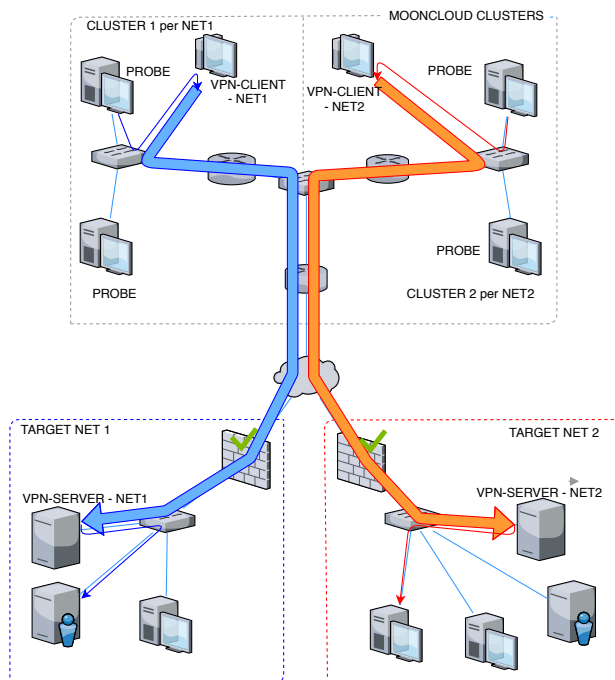 CLUSTER 1 per NET1
MOONCLOUD CLUSTERS
PROBE
VPN-CLIENT
- NET1
VPN-CLIENT
- NET2
PROBE
PROBE
PROBE
CLUSTER 2 per NET2
TARGET NET 1
TARGET NET 2
VPN-SERVER - NET1
VPN-SERVER - NET2